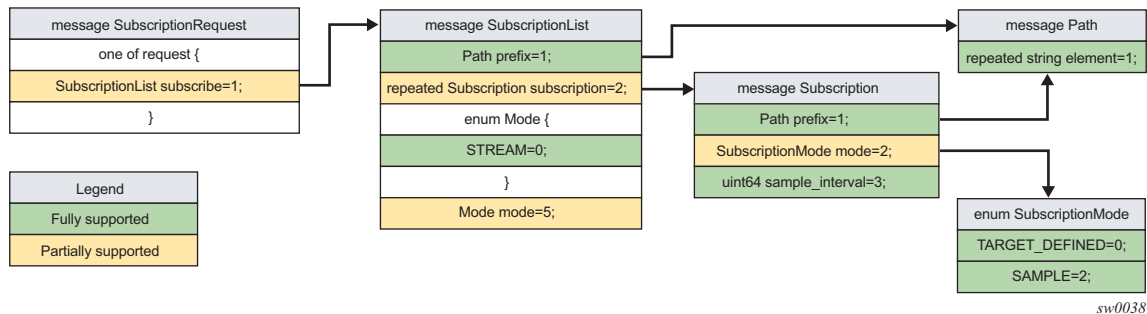 message SubscriptionRequest
one of request {
SubscriptionList subscribe=1;
}
Legend
Fully supported
Partially supported
message SubscriptionList
Path prefix=1;
repeated Subscription subscription=2;
enum Mode {
STREAM=0;
}
Mode mode=5;
message Subscription
Path prefix=1;
SubscriptionMode mode=2;
uint64 sample_interval=3;
message Path
repeated string element=1;
enum SubscriptionMode
TARGET_DEFINED=0;
SAMPLE=2;
sw0038